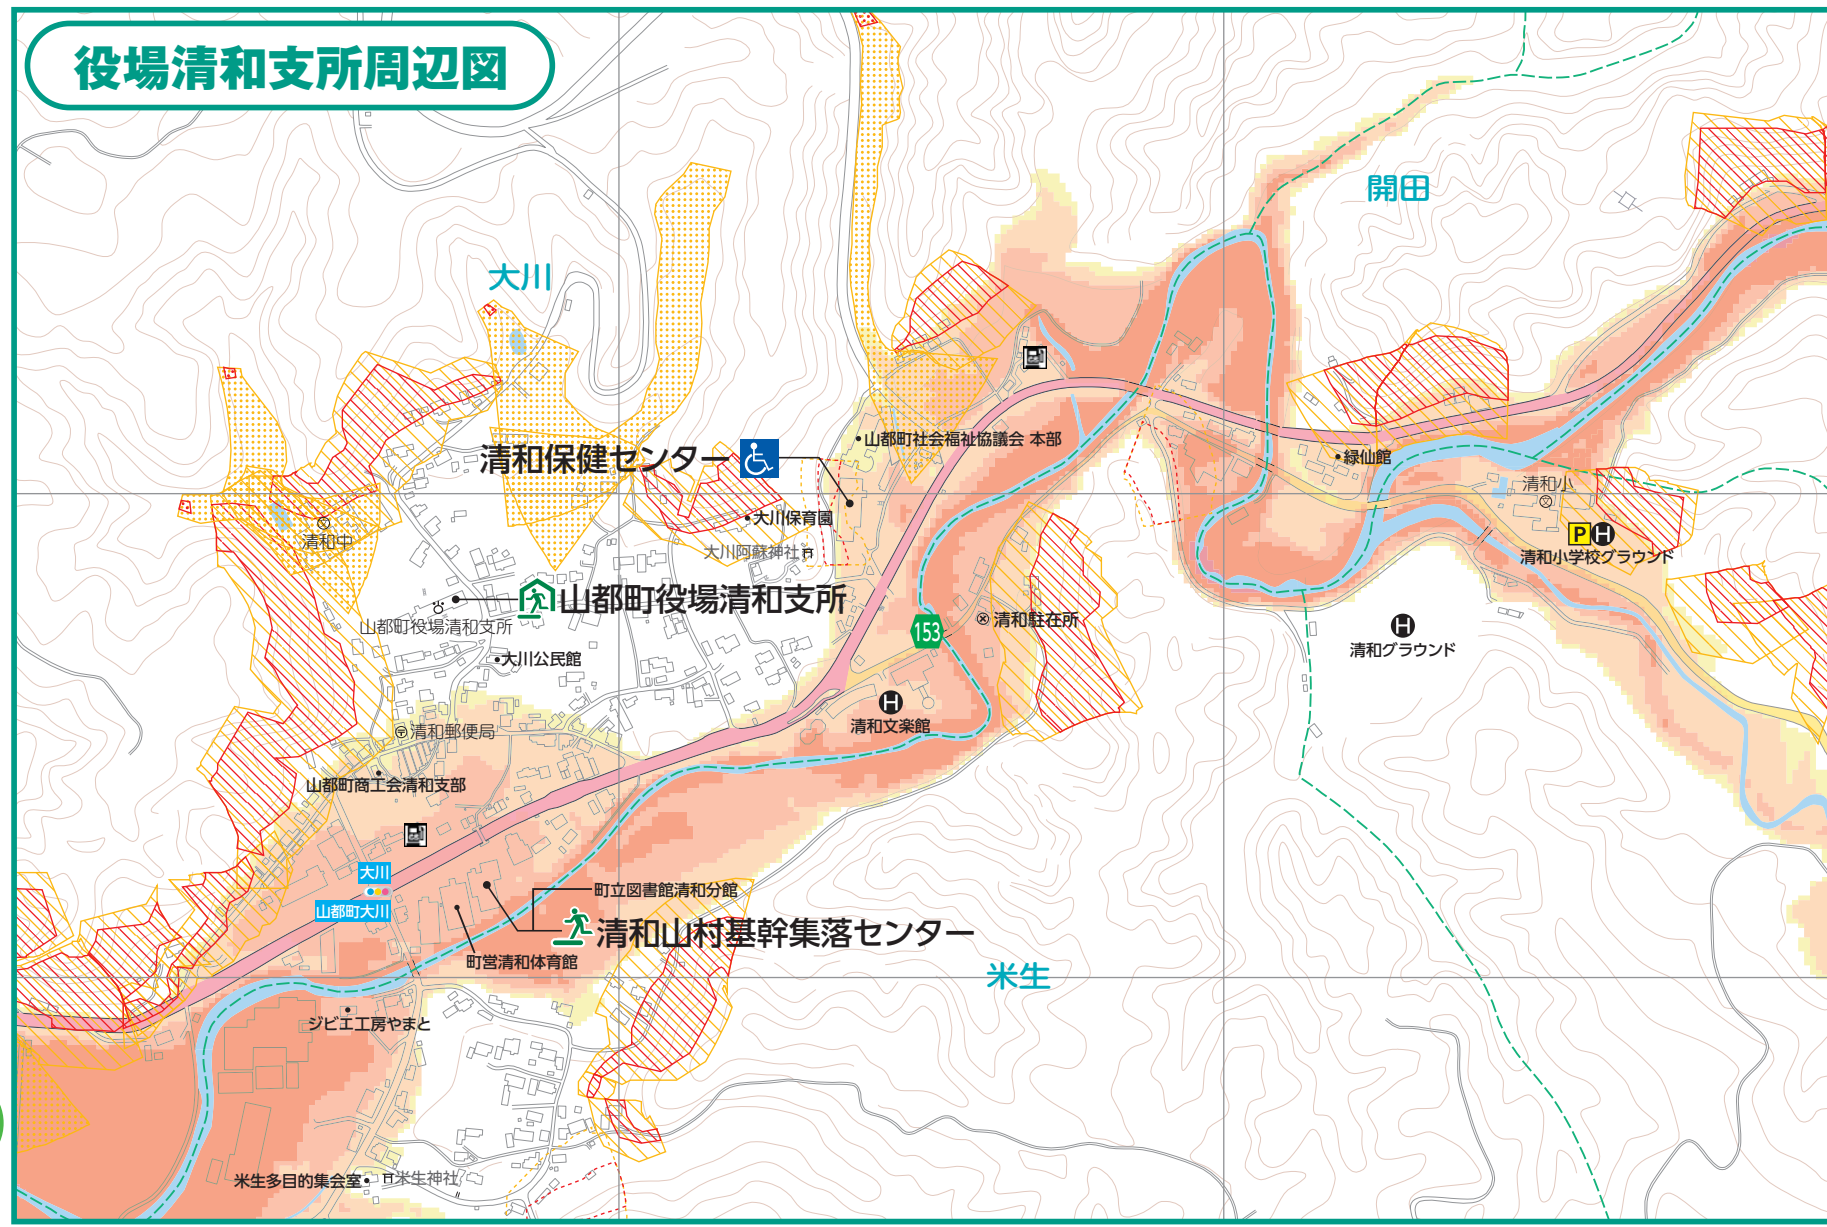 役場清和支所周辺図
開田
大川
山都町社会福祉協議会 本部
清和保健センター
緑仙館
清和小
大川保育園
清和中
大川阿蘇神社
P H
清和小学校グラウンド
山都町役場清和支所
山都町役場清和支所
153
清和駐在所
H
清和グラウンド
大川公民館
H
清和文楽館
清和郵便局
山都町商工会清和支部
大川
山都町大川
町立図書館清和分館
清和山村基幹集落センター
町営清和体育館
米生
ジビエ工房やまと
米生多目的集会室
米生神社